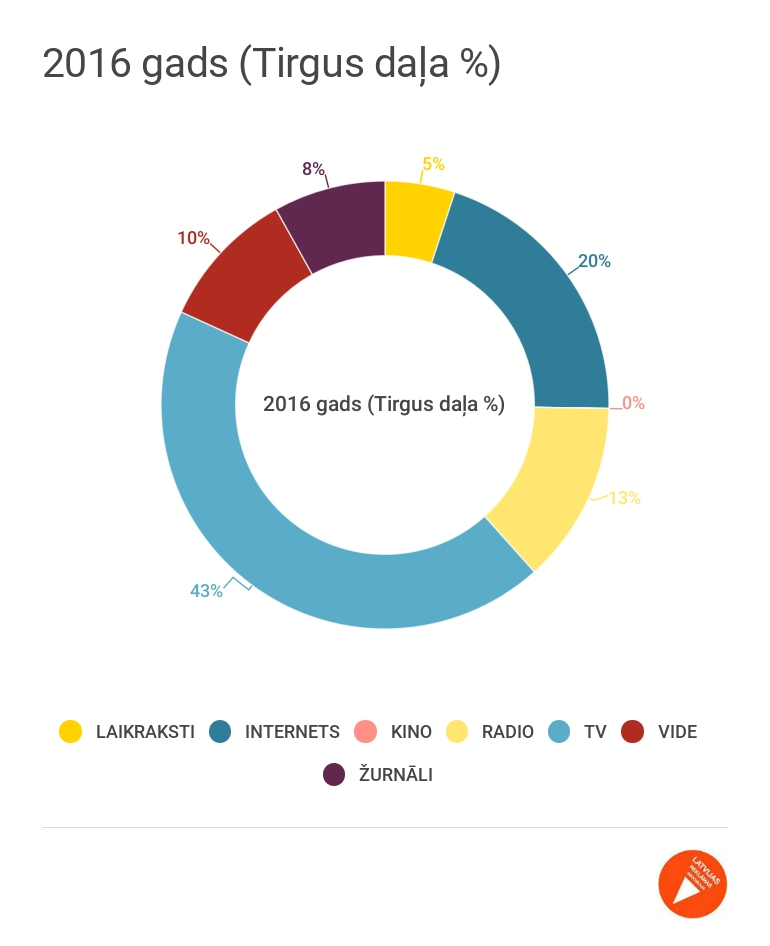 2016 gads (Tirgus daļa %)
8%
5%
10%
20%
2016 gads (Tirgus daļa %)
0%
13%
43%
LAIKRAKSTI INTERNETS KINO RADIO TV VIDE
ŽURNĀLI
LATVIJAS
REKLĀMAS